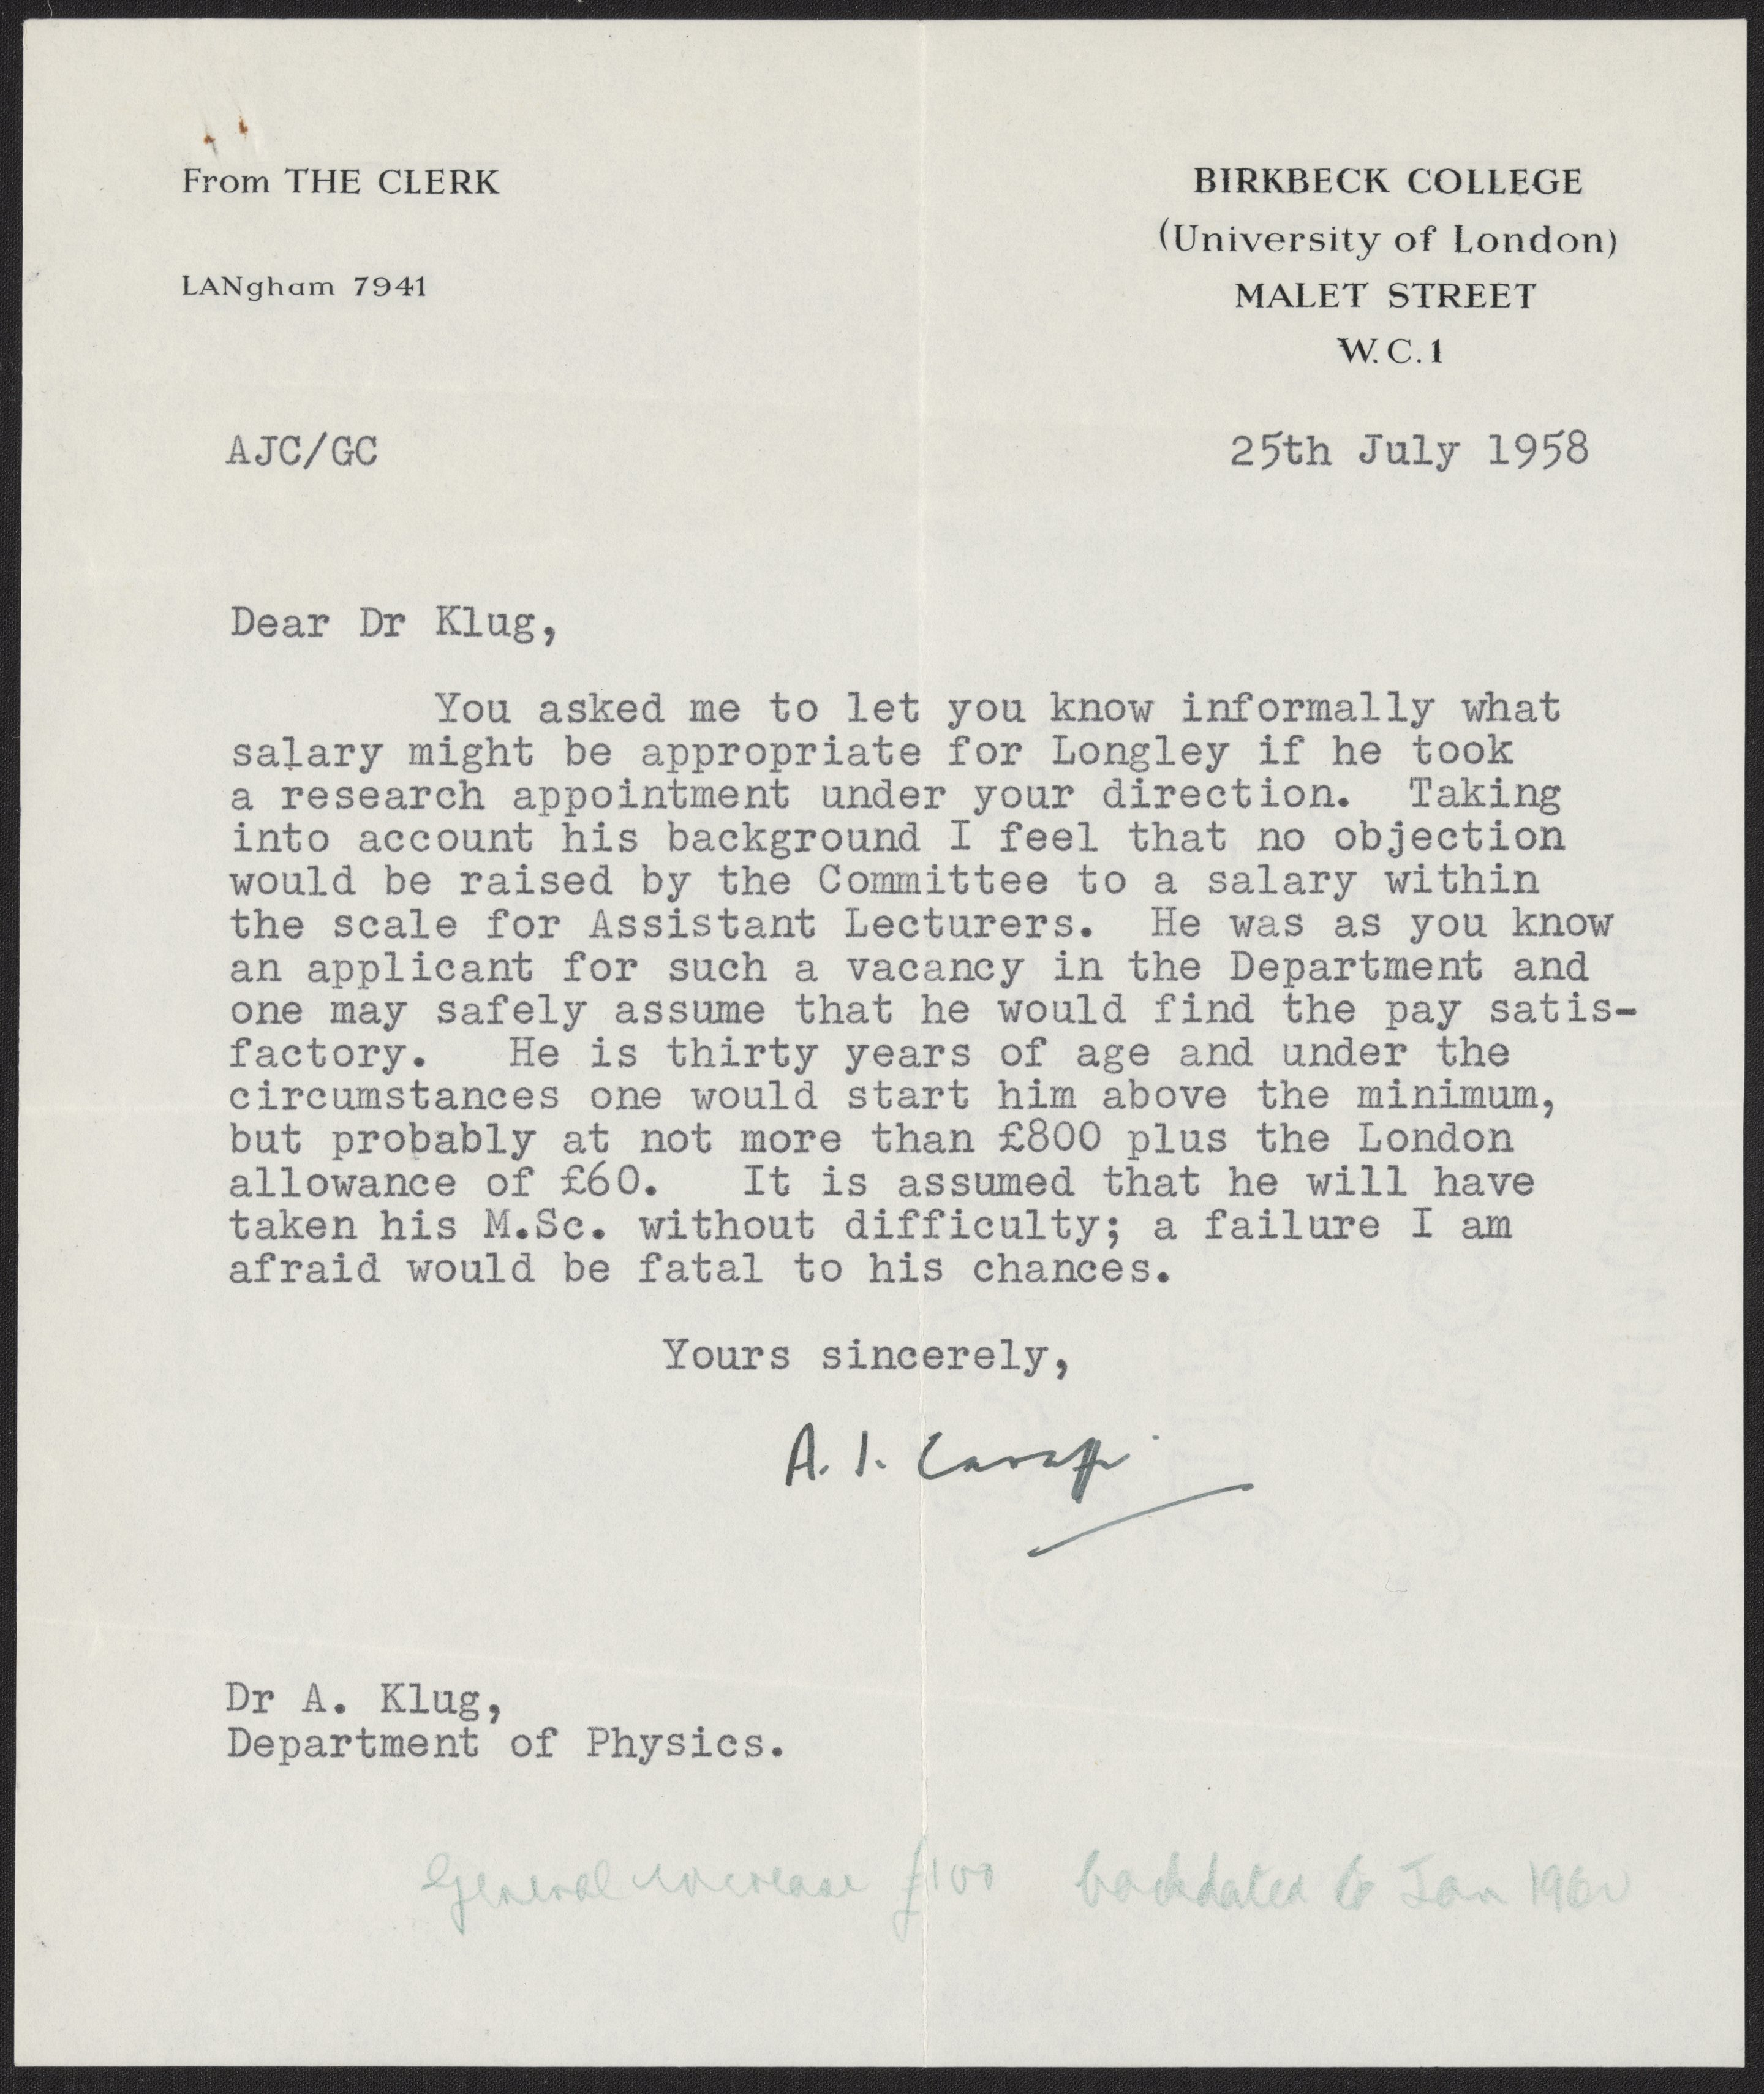 From THE CLERK
LANgham 7941
BIRKBECK COLLEGE
(University of London)
MALET STREET
W.C.1
AJC/GC
25th July 1958
Dear Dr Klug,
You asked me to let you know informally what
salary might be appropriate for Longley if he took
a research appointment under your direction. Taking
into account his background I feel that no objection
would be raised by the Committee to a salary within
the scale for Assistant Lecturers. He was as you know
an applicant for such a vacancy in the Department and
one may safely assume that he would find the pay satis-
factory. He is thirty years of age and under the
circumstances one would start him above the minimum,
but probably at not more than £800 plus the London
allowance of £60. It is assumed that he will have
taken his M.Sc. without difficulty; a failure I am
afraid would be fatal to his chances.
Yours sincerely,
A. J.
Dr A. Klug,
Department of Physics.
General increase £100 backdated to Jan 1960